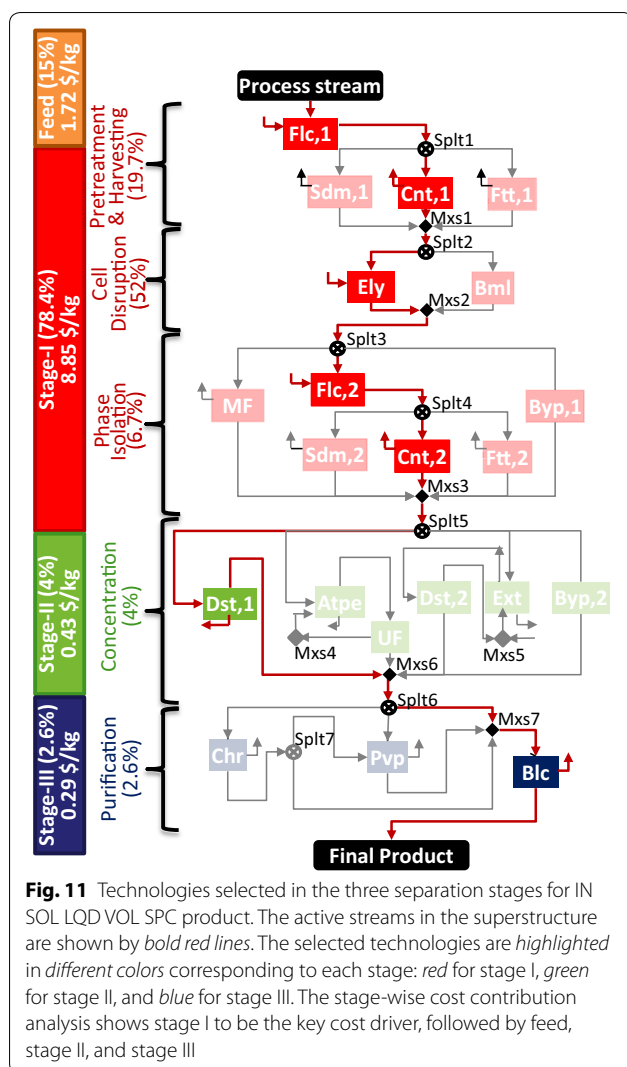 Feed (15%)
1.72 $/kg
Stage-I (78.4%)
8.85 $/kg
Stage-II (4%)
0.43 $/kg
Stage-III (2.6%)
0.29 $/kg
Pretreatment
& Harvesting
(19.7%)
Cell
Disruption
(52%)
Phase
Isolation
(6.7%)
Concentration
(4%)
Purification
(2.6%)
Process stream
Flc,1
Splt1
Sdm,1
Cnt,1
Ftt,1
Mxs1
Splt2
Ely
Bml
Mxs2
Splt3
MF
Flc,2
Byp,1
Splt4
Sdm,2
Cnt,2
Ftt,2
Mxs3
Splt5
Dst,1
Atpe
Dst,2
Ext
Byp,2
UF
Mxs4
Mxs5
Mxs6
Splt6
Mxs7
Chr
Splt7
Pvp
Blc
Final Product
Fig. 11 Technologies selected in the three separation stages for IN
SOL LQD VOL SPC product. The active streams in the superstructure
are shown by bold red lines. The selected technologies are highlighted
in different colors corresponding to each stage: red for stage I, green
for stage II, and blue for stage III. The stage-wise cost contribution
analysis shows stage I to be the key cost driver, followed by feed,
stage II, and stage III